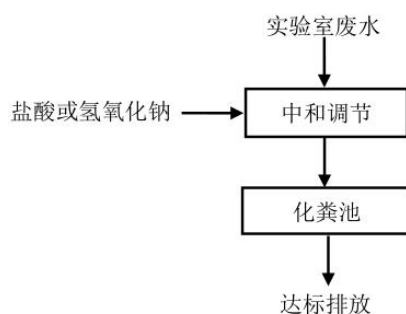 实验室废水
盐酸或氢氧化钠
中和调节
化粪池
达标排放